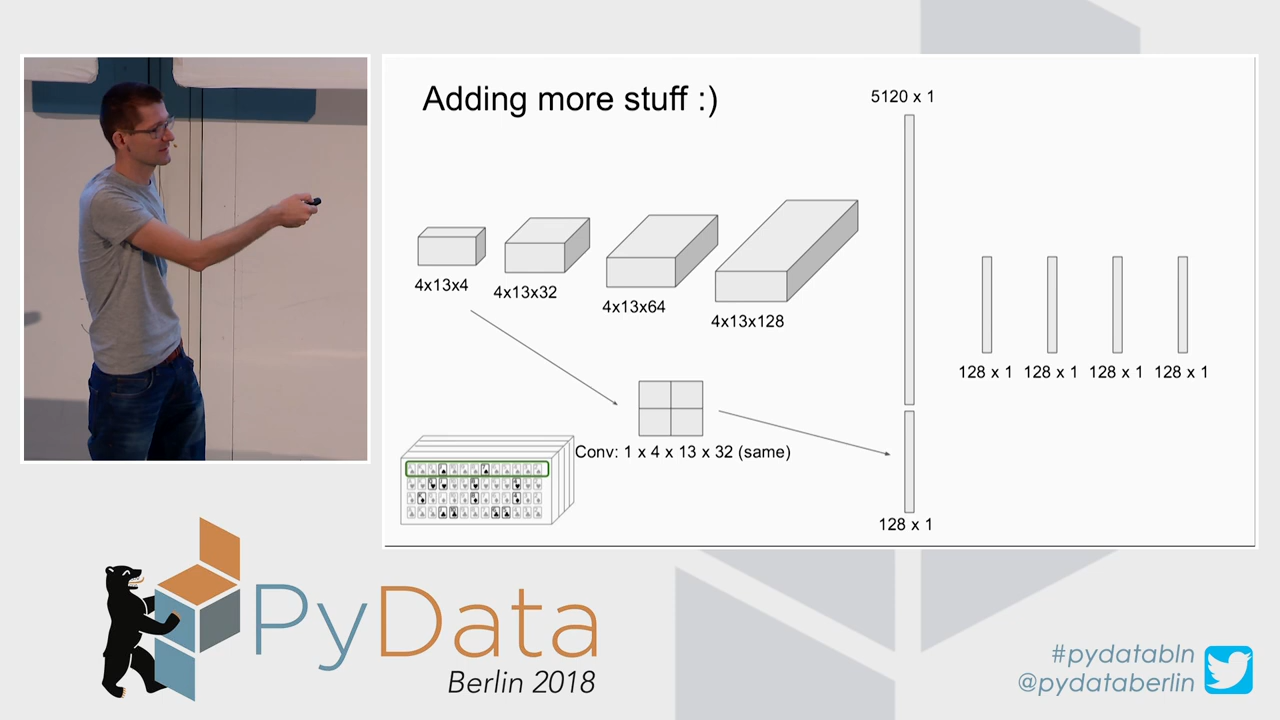 Adding more stuff :)
5120 x 1
4x13x4
4x13x32
4x13x64
4x13x128
128 x 1
128 x 1
128 x 1
128 x 1
Conv: 1 x 4 x 13 x 32 (same)
128 x 1
PyData
Berlin 2018
#pydatabln
@pydataberlin